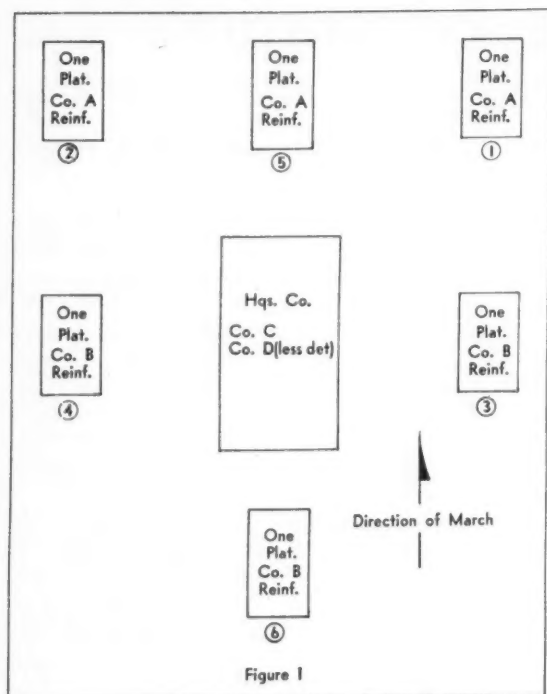 One
Plat.
Co. A
Reinf.
②
One
Plat.
Co. A
Reinf.
⑤
One
Plat.
Co. A
Reinf.
①
One
Plat.
Co. B
Reinf.
④
Hqs. Co.
Co. C
Co. D(less det)
One
Plat.
Co. B
Reinf.
③
Direction of March
One
Plat.
Co. B
Reinf.
⑥
Figure 1